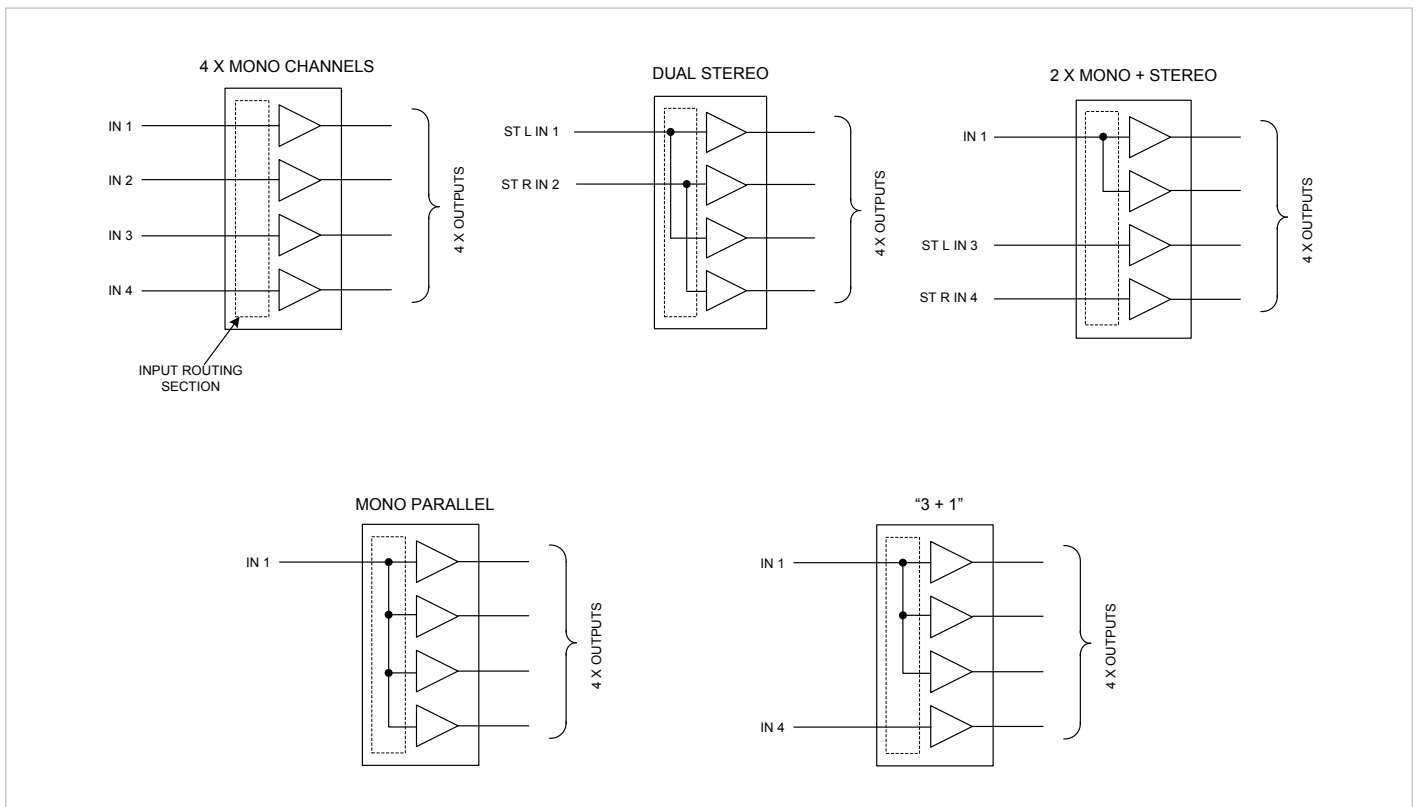 4 X MONO CHANNELS
IN 1
IN 2
IN 3
IN 4
4 X OUTPUTS
INPUT ROUTING
SECTION
DUAL STEREO
ST L IN 1
ST R IN 2
4 X OUTPUTS
2 X MONO + STEREO
IN 1
ST L IN 3
ST R IN 4
4 X OUTPUTS
MONO PARALLEL
IN 1
4 X OUTPUTS
“3 + 1”
IN 1
IN 4
4 X OUTPUTS